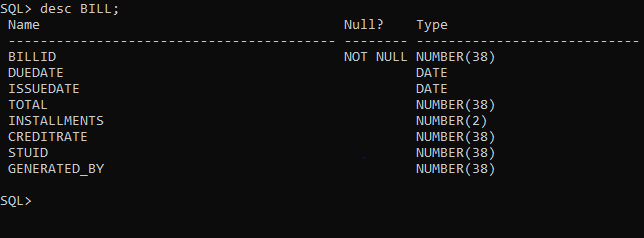 SQL> desc BILL;
Name Null? Type
----------------------------------------- -------- ----------------------------
BILLID NOT NULL NUMBER(38)
DUEDATE DATE
ISSUEDATE DATE
TOTAL NUMBER(38)
INSTALLMENTS NUMBER(2)
CREDITRATE NUMBER(38)
STUID NUMBER(38)
GENERATED_BY NUMBER(38)
SQL>